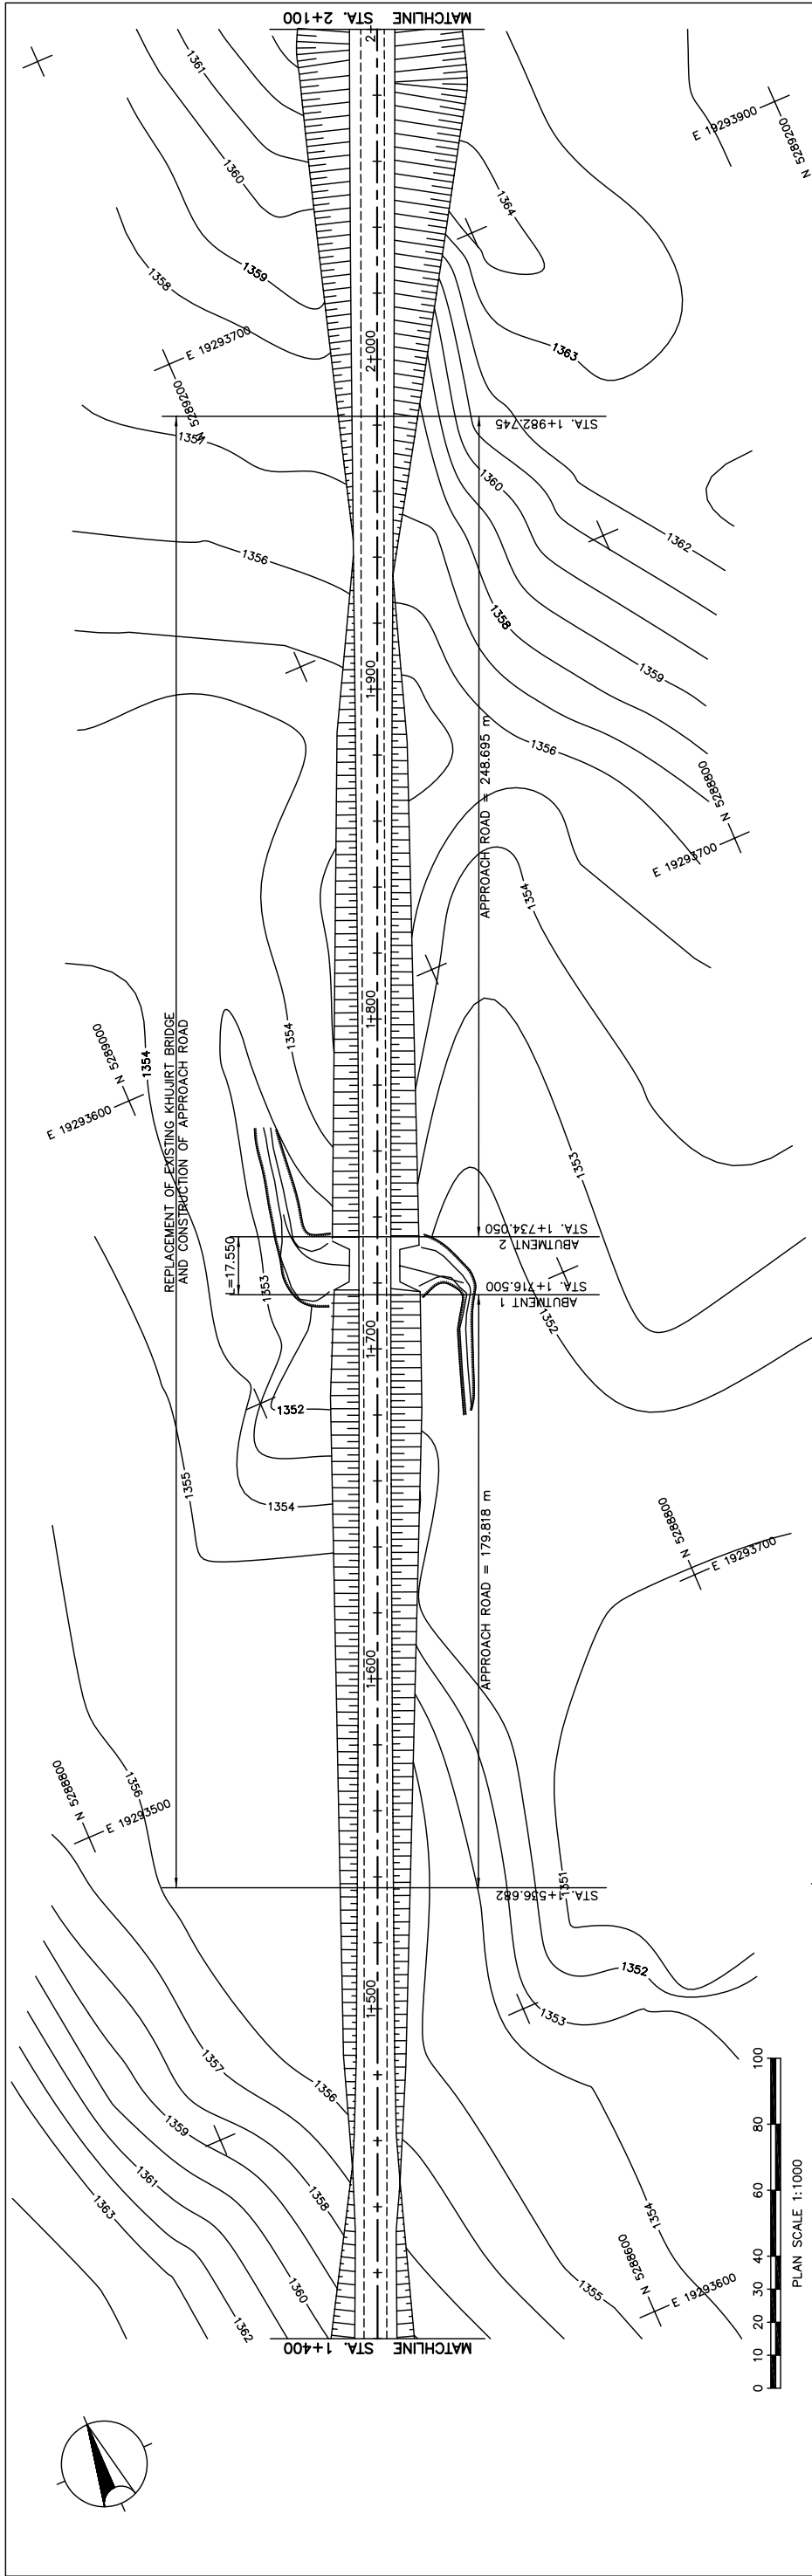 MATCHLINE STA. 2+100
2-
1361
1360
1359
1358
E 19293700
N 5289200
1364
E 19293900
N 5289200
1363
2+000
STA. 1+982.745
1357
1356
1360
1362
1358
1359
1+900
1356
APPROACH ROAD = 248.695 m
N 5288800
E 19293700
1354
1+800
1354
1354
N 5289000
E 19293600
REPLACEMENT OF EXISTING KHUJIRT BRIDGE
AND CONSTRUCTION OF APPROACH ROAD
1353
L=17.550
1353
STA. 1+734.050
ABUTMENT 2
STA. 1+716.500
ABUTMENT 1
1352
1+700
1352
1355
1354
APPROACH ROAD = 179.818 m
N 5288800
E 19293700
1+600
1356
N 5288800
E 19293500
STA. 1+536.682
1351
1352
1353
1+500
1357
1356
1359
1358
1361
1363
1360
1362
1354
1355
N 5288600
E 19293600
MATCHLINE STA. 1+400
0 10 20 30 40 60 80 100
PLAN SCALE 1:1000